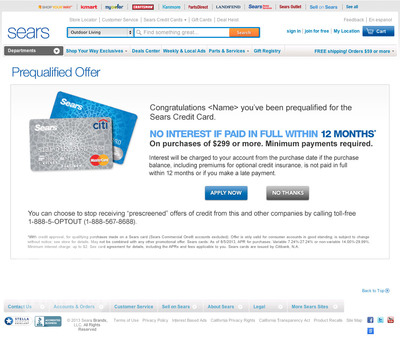 SHOP YOUR WAY kmart mygofer CRAFTSMAN Kenmore PartsDirect LANDS'END Sears Outlet Sell on Sears
Store Locator | Customer Service | Sears Credit Cards | Gift Cards | Deal Feed
Feedback | En espanol
sears
Outdoor Living
Find something great...
Search
sign in | join for free | My Location
Cart
Departments
Shop Your Way Exclusives Deals Center Weekly & Local Ads Parts & Services Gift Registry
FREE shipping! Orders $59 or more
Prequalified Offer
Sears
Sears
citi
MasterCard
Congratulations <Name> you've been prequalified for the
Sears Credit Card.
NO INTEREST IF PAID IN FULL WITHIN 12 MONTHS*
On purchases of $299 or more. Minimum payments required.
Interest will be charged to your account from the purchase date if the purchase
balance, including premiums for optional credit insurance, is not paid in full
within 12 months or if you make a late payment.
APPLY NOW
NO THANKS
You can choose to stop receiving "prescreened" offers of credit from this and other companies by calling toll-free
1-888-5-OPTOUT (1-888-567-8688).
Back to Top
Contact Us Accounts & Orders Customer Service Sell on Sears About Sears Legal More Sears Sites
STELLA
© 2013 Sears Brands,
LLC. All Rights
Reserved
Terms of Use Privacy Policy Interest Based Ads California Privacy Rights California Transparency Act Product Recalls Site Map